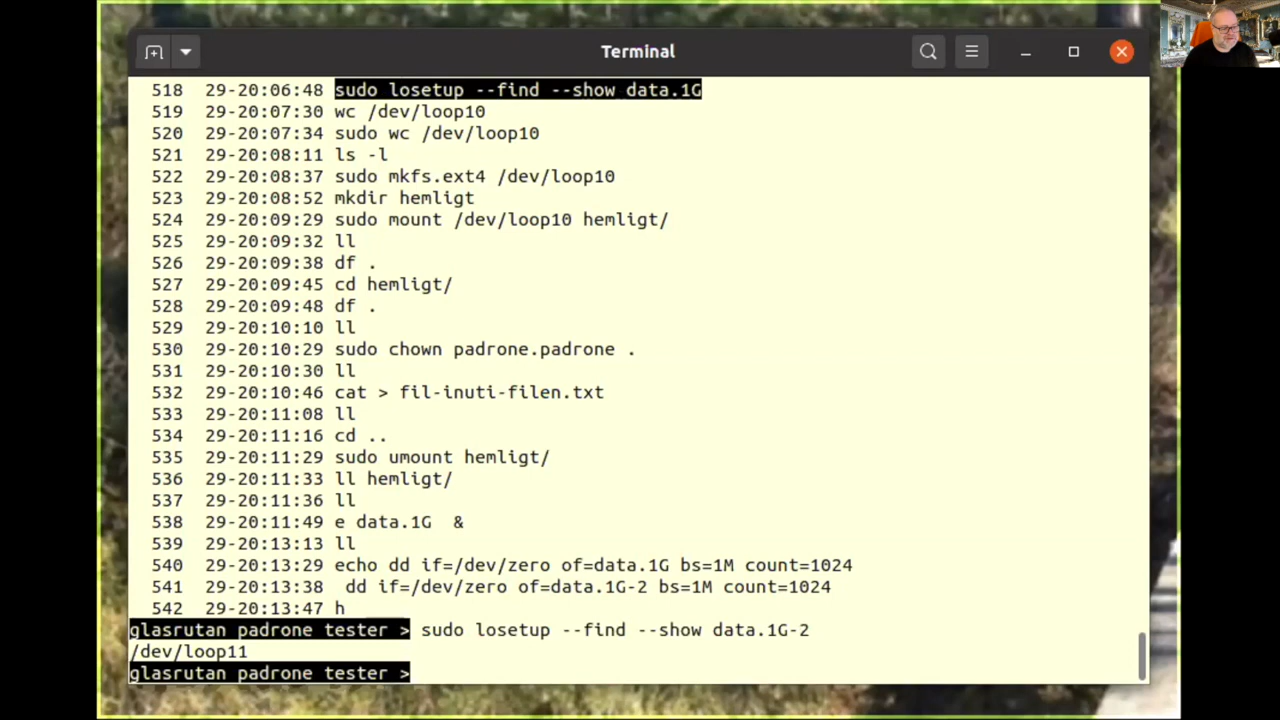 Terminal
518 29-20:06:48 sudo losetup --find --show data.1G
519 29-20:07:30 wc /dev/loop10
520 29-20:07:34 sudo wc /dev/loop10
521 29-20:08:11 ls -l
522 29-20:08:37 sudo mkfs.ext4 /dev/loop10
523 29-20:08:52 mkdir hemligt
524 29-20:09:29 sudo mount /dev/loop10 hemligt/
525 29-20:09:32 ll
526 29-20:09:38 df .
527 29-20:09:45 cd hemligt/
528 29-20:09:48 df .
529 29-20:10:10 ll
530 29-20:10:29 sudo chown padrone.padrone .
531 29-20:10:30 ll
532 29-20:10:46 cat > fil-inuti-filen.txt
533 29-20:11:08 ll
534 29-20:11:16 cd ..
535 29-20:11:29 sudo umount hemligt/
536 29-20:11:33 ll hemligt/
537 29-20:11:36 ll
538 29-20:11:49 e data.1G  &
539 29-20:13:13 ll
540 29-20:13:29 echo dd if=/dev/zero of=data.1G bs=1M count=1024
541 29-20:13:38  dd if=/dev/zero of=data.1G-2 bs=1M count=1024
542 29-20:13:47 h
glasrutan padrone tester > sudo losetup --find --show data.1G-2
/dev/loop11
glasrutan padrone tester >